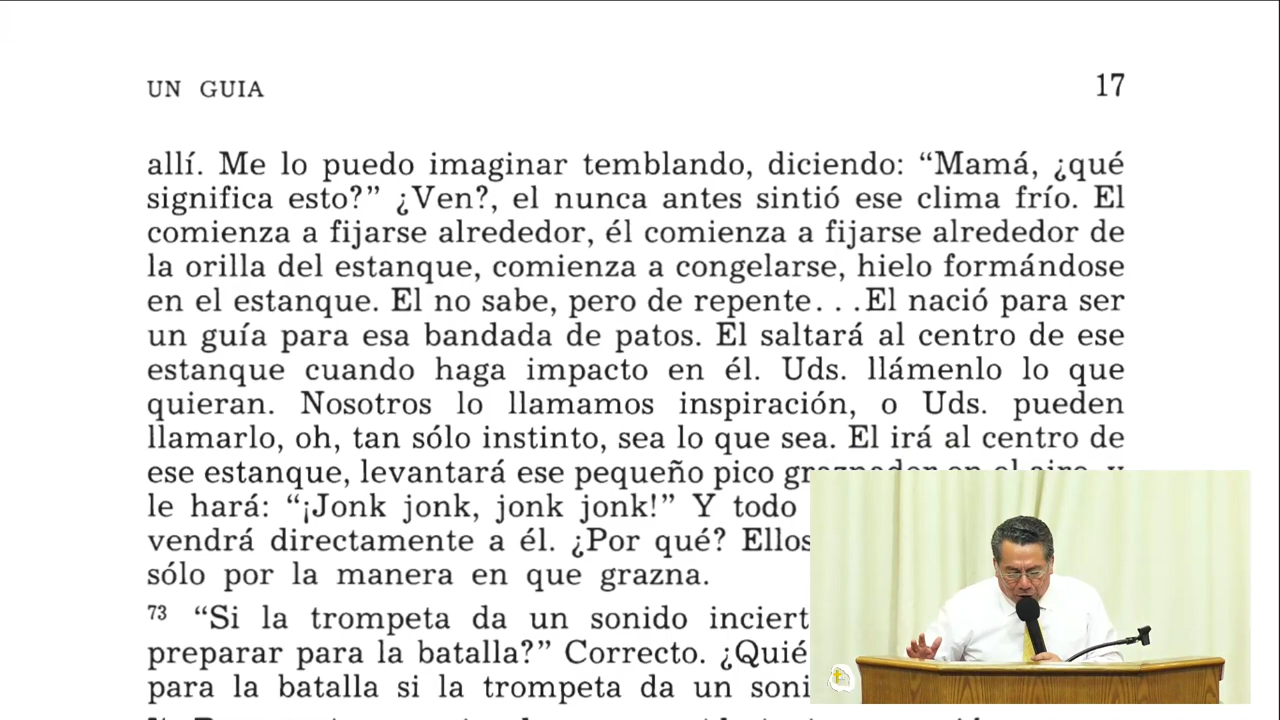 UN GUIA
17
allí. Me lo puedo imaginar temblando, diciendo: “Mamá, ¿qué
significa esto?” ¿Ven?, el nunca antes sintió ese clima frío. El
comienza a fijarse alrededor, él comienza a fijarse alrededor de
la orilla del estanque, comienza a congelarse, hielo formándose
en el estanque. El no sabe, pero de repente. . .El nació para ser
un guía para esa bandada de patos. El saltará al centro de ese
estanque cuando haga impacto en él. Uds. llámenlo lo que
quieran. Nosotros lo llamamos inspiración, o Uds. pueden
llamarlo, oh, tan sólo instinto, sea lo que sea. El irá al centro de
ese estanque, levantará ese pequeño pico graznador en el aire, y
le hará: “¡Jonk jonk, jonk jonk!” Y todo
vendrá directamente a él. ¿Por qué? Ellos
sólo por la manera en que grazna.
73 “Si la trompeta da un sonido inciert
preparar para la batalla?” Correcto. ¿Quié
para la batalla si la trompeta da un soni